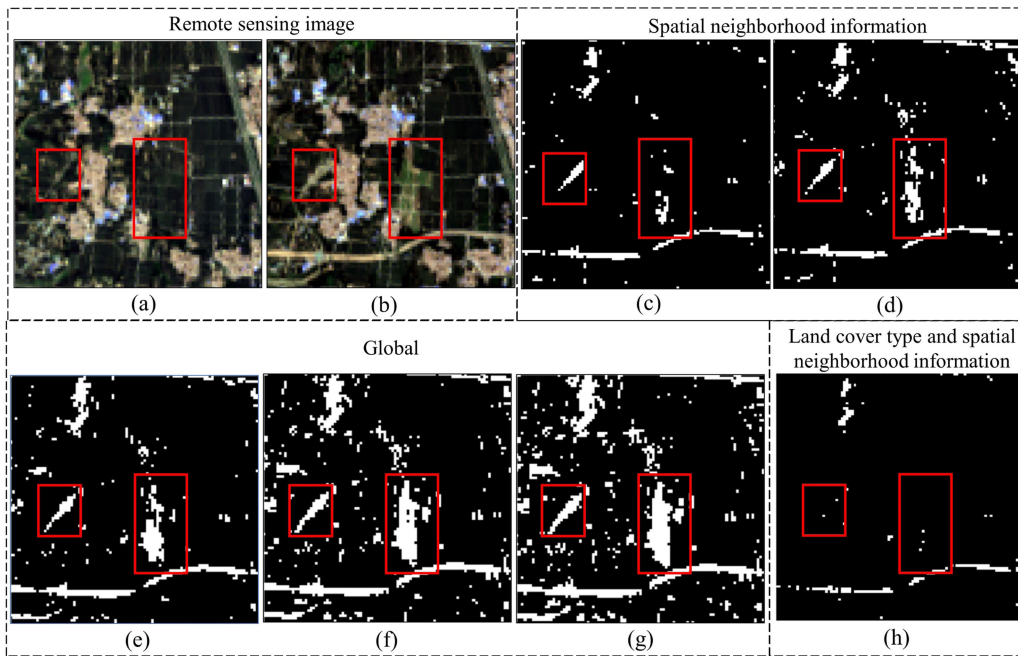 Remote sensing image
Spatial neighborhood information
(a)
(b)
(c)
(d)
Global
Land cover type and spatial
neighborhood information
(e)
(f)
(g)
(h)